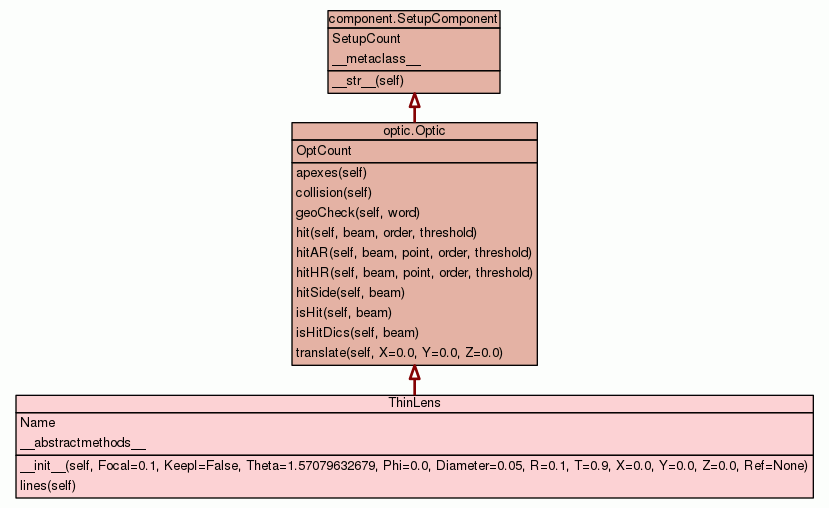 component.SetupComponent
SetupCount
__metaclass__
__str__(self)
optic.Optic
OptCount
apexes(self)
collision(self)
geoCheck(self, word)
hit(self, beam, order, threshold)
hitAR(self, beam, point, order, threshold)
hitHR(self, beam, point, order, threshold)
hitSide(self, beam)
isHit(self, beam)
isHitDics(self, beam)
translate(self, X=0.0, Y=0.0, Z=0.0)
ThinLens
Name
__abstractmethods__
__init__(self, Focal=0.1, KeepI=False, Theta=1.57079632679, Phi=0.0, Diameter=0.05, R=0.1, T=0.9, X=0.0, Y=0.0, Z=0.0, Ref=None)
lines(self)